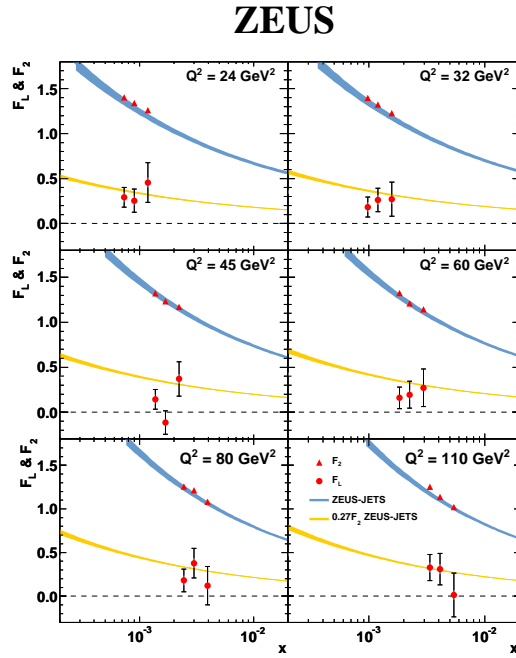 ZEUS
F_L & F_2
Q² = 24 GeV²
Q² = 32 GeV²
1.5
1.0
0.5
0.0
F_L & F_2
Q² = 45 GeV²
Q² = 60 GeV²
1.5
1.0
0.5
0.0
F_L & F_2
Q² = 80 GeV²
Q² = 110 GeV²
1.5
1.0
0.5
0.0
F_2
F_L
ZEUS-JETS
0.27F_2 ZEUS-JETS
10⁻³
10⁻²
10⁻³
10⁻²
x
x